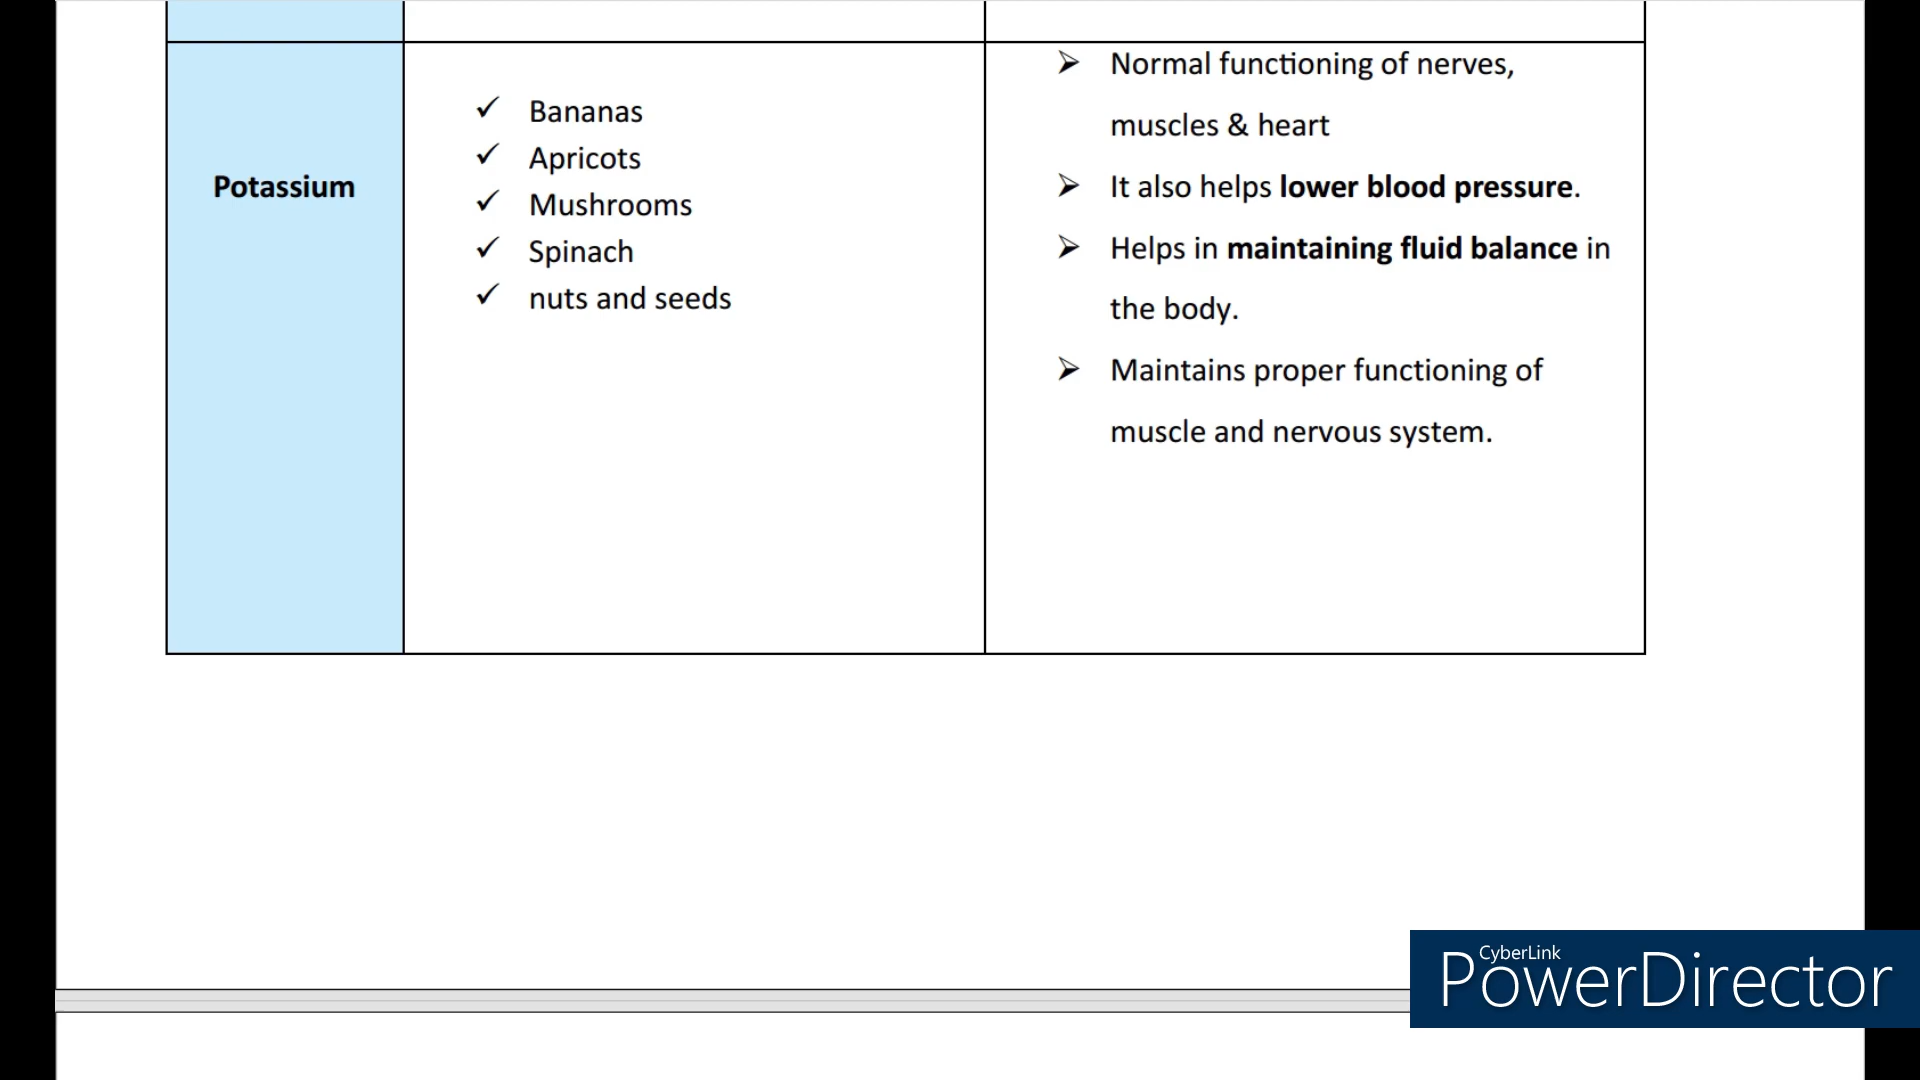 Potassium
Bananas
Apricots
Mushrooms
Spinach
nuts and seeds
Normal functioning of nerves,
muscles & heart
It also helps lower blood pressure.
Helps in maintaining fluid balance in
the body.
Maintains proper functioning of
muscle and nervous system.
CyberLink
PowerDirector